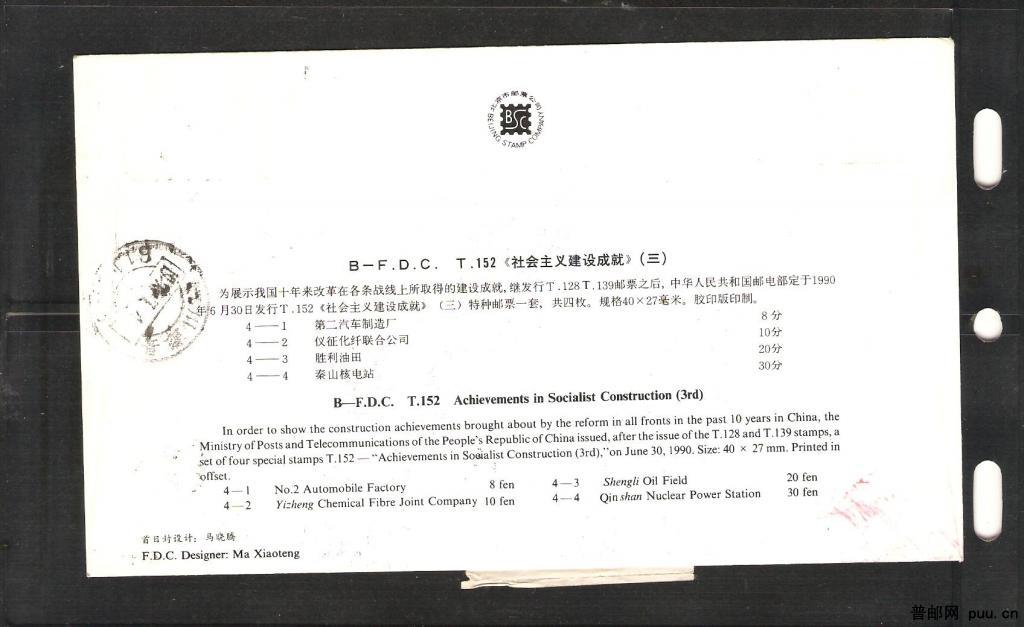 北京市邮票公司
BSC
BEIJING STAMP COMPANY
B—F.D.C. T.152《社会主义建设成就》(三)
为展示我国十年来改革在各条战线上所取得的建设成就,继发行T.128 T.139邮票之后,中华人民共和国邮电部定于1990
年6月30日发行T.152《社会主义建设成就》(三)特种邮票一套,共四枚。规格40×27毫米。胶印版印制。
4——1 第二汽车制造厂 8分
4——2 仪征化纤联合公司 10分
4——3 胜利油田 20分
4——4 秦山核电站 30分
B—F.D.C. T.152 Achievements in Socialist Construction (3rd)
In order to show the construction achievements brought about by the reform in all fronts in the past 10 years in China, the
Ministry of Posts and Telecommunications of the People's Republic of China issued, after the issue of the T.128 and T.139 stamps, a
set of four special stamps T.152 — "Achievements in Socialist Construction (3rd)," on June 30, 1990. Size: 40 × 27 mm. Printed in
offset.
4—1 No.2 Automobile Factory 8 fen 4—3 Shengli Oil Field 20 fen
4—2 Yizheng Chemical Fibre Joint Company 10 fen 4—4 Qinshan Nuclear Power Station 30 fen
首日封设计:马晓腾
F.D.C. Designer: Ma Xiaoteng
普邮网 puu.cn